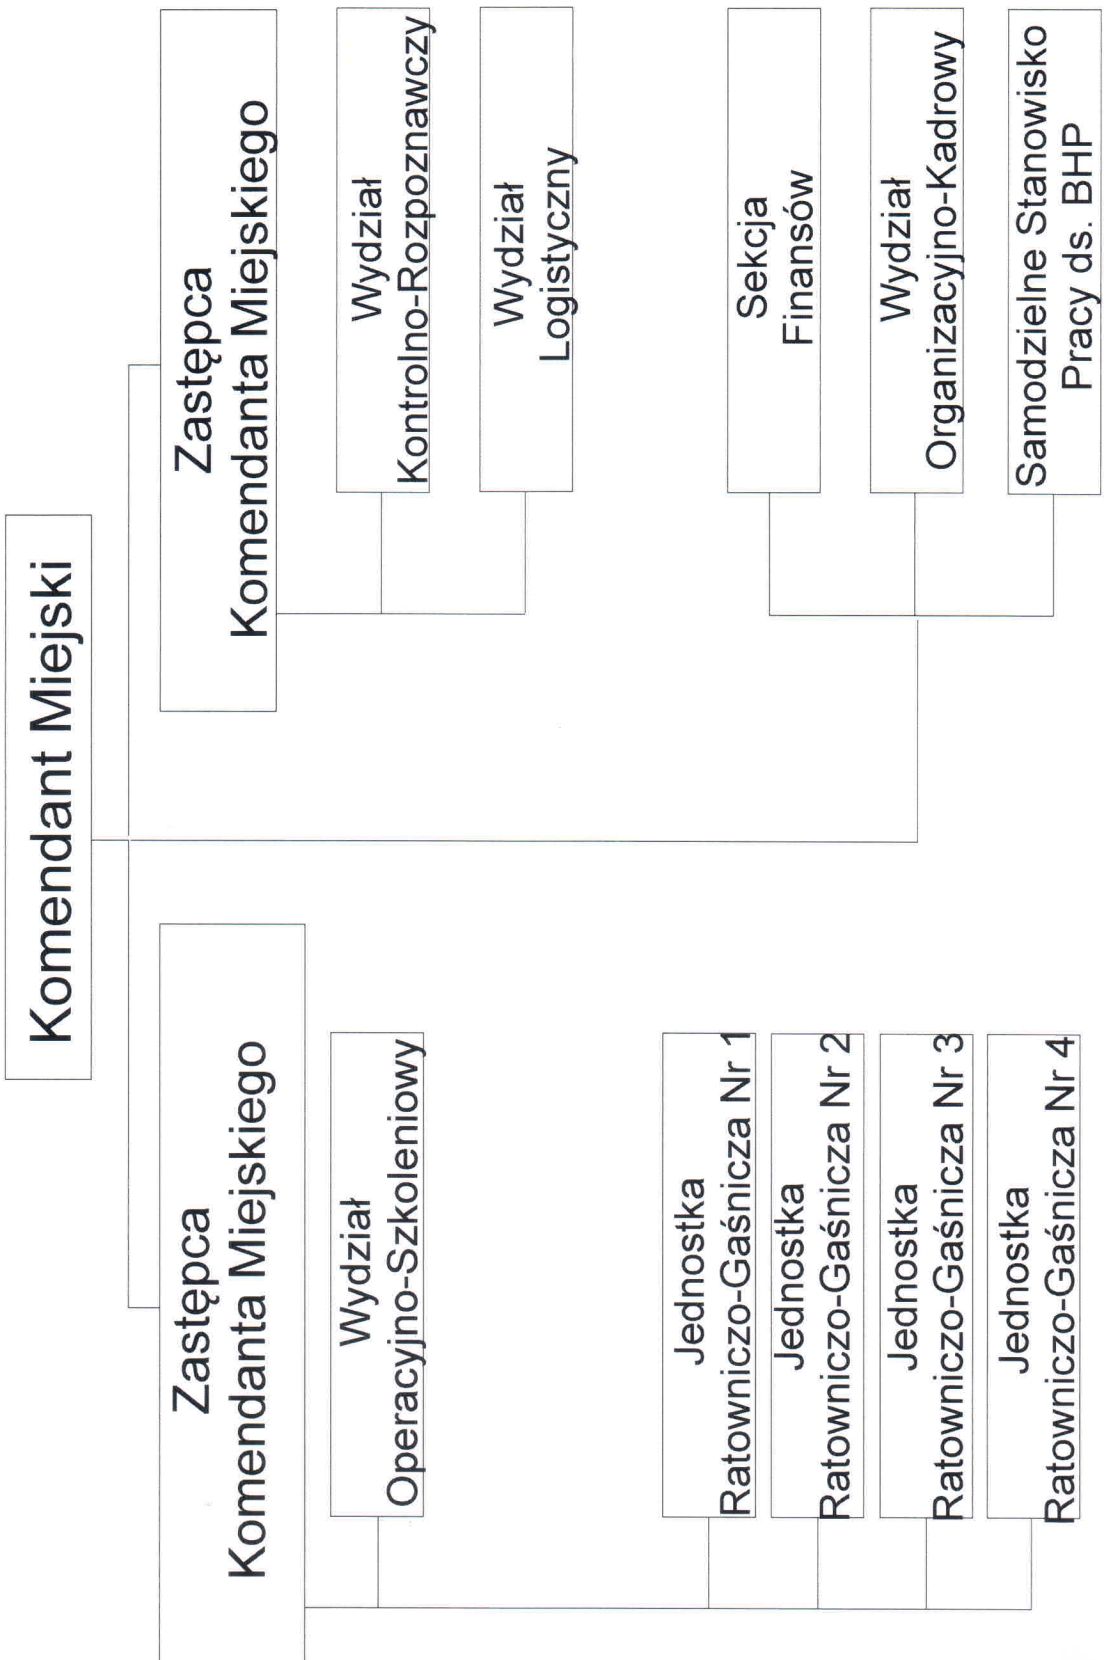 Komendant Miejski
Zastępca
Komendanta Miejskiego
Wydział
Operacyjno-Szkoleniowy
Jednostka
Ratowniczo-Gaśnicza Nr 1
Jednostka
Ratowniczo-Gaśnicza Nr 2
Jednostka
Ratowniczo-Gaśnicza Nr 3
Jednostka
Ratowniczo-Gaśnicza Nr 4
Zastępca
Komendanta Miejskiego
Wydział
Kontrolno-Rozpoznawczy
Wydział
Logistyczny
Sekcja
Finansów
Wydział
Organizacyjno-Kadrowy
Samodzielne Stanowisko
Pracy ds. BHP